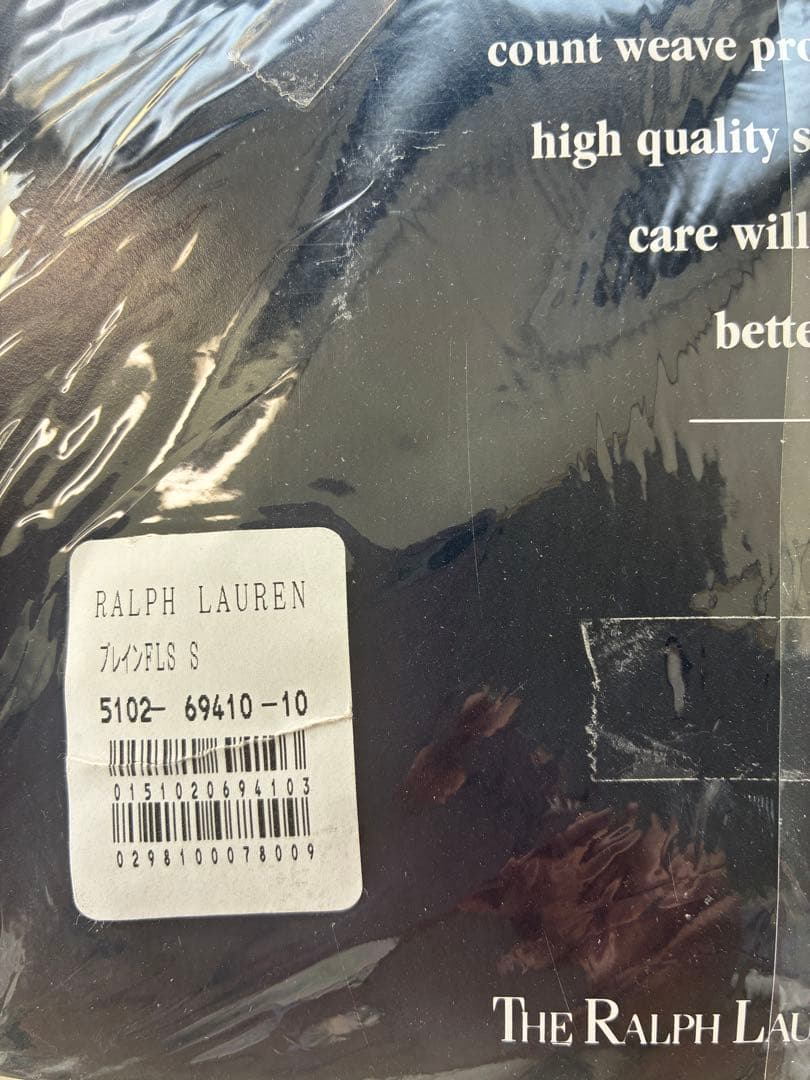 count weave pro
high quality s
care will
bette
RALPH LAUREN
ﾌﾟﾚｲﾝFLS S
5102- 69410-10
0151020694103
0298100078009
THE RALPH LAU